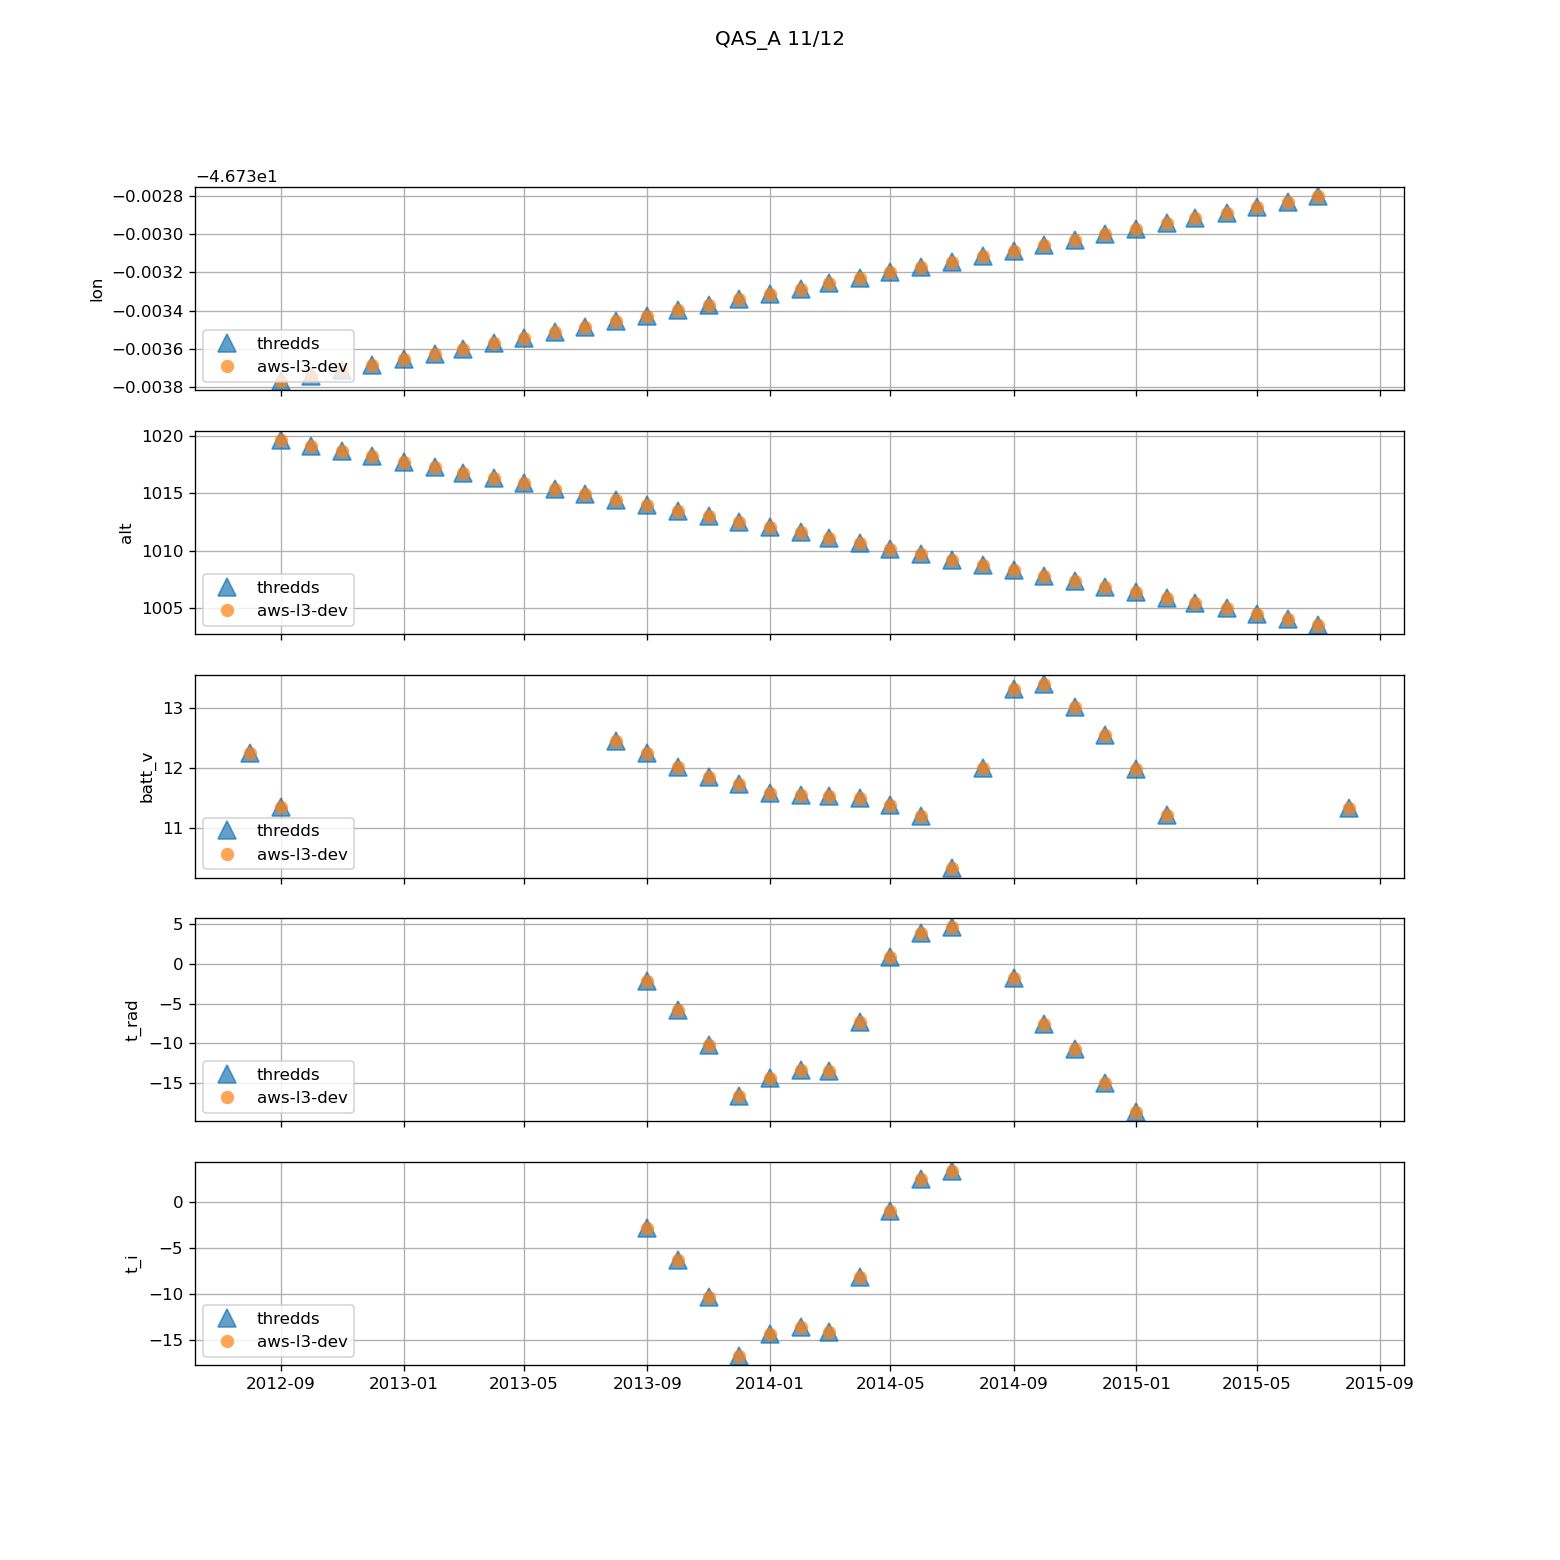 QAS_A 11/12
−4.673e1
−0.0028
−0.0030
−0.0032
−0.0034
−0.0036
−0.0038
lon
thredds
aws-l3-dev
1020
1015
1010
1005
alt
thredds
aws-l3-dev
13
12
11
batt_v
thredds
aws-l3-dev
5
0
−5
−10
−15
t_rad
thredds
aws-l3-dev
0
−5
−10
−15
t_i
thredds
aws-l3-dev
2012-09 2013-01 2013-05 2013-09 2014-01 2014-05 2014-09 2015-01 2015-05 2015-09